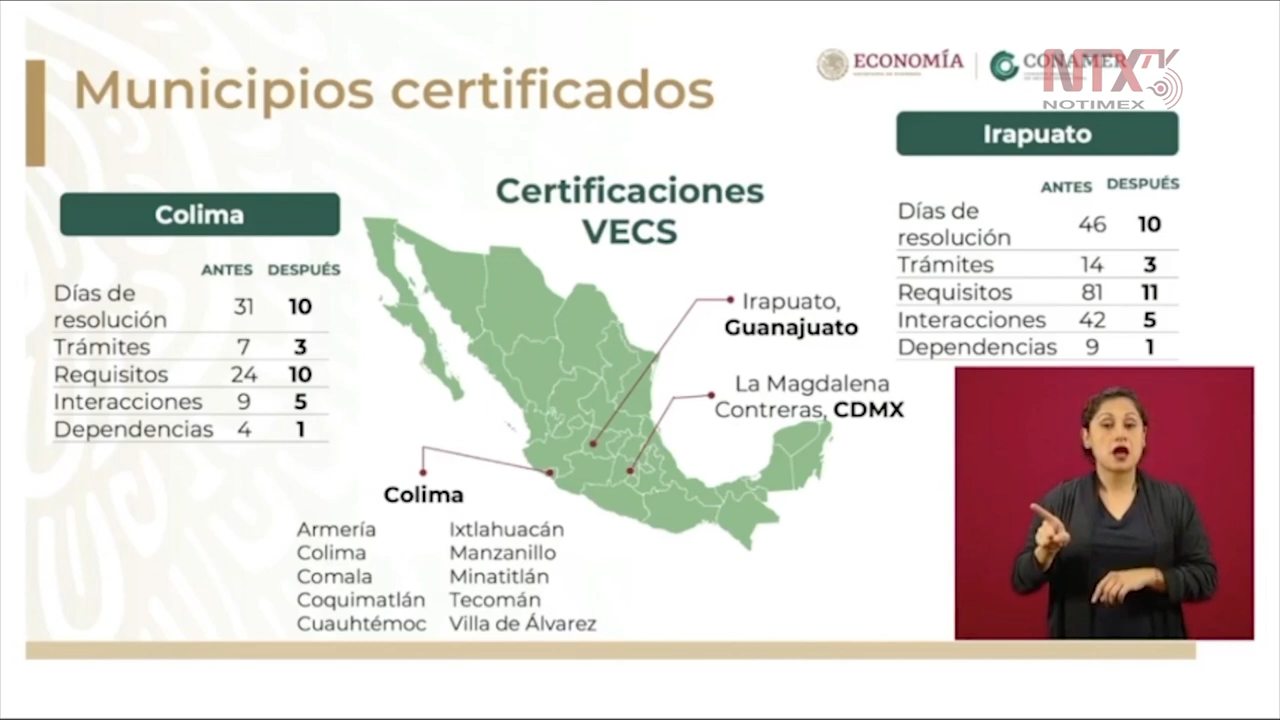 Municipios certificados
ECONOMÍA
CONAMER
NTX
NOTIMEX
Certificaciones
VECS
Colima
ANTES DESPUÉS
Días de
resolución 31 10
Trámites 7 3
Requisitos 24 10
Interacciones 9 5
Dependencias 4 1
Irapuato
ANTES DESPUÉS
Días de
resolución 46 10
Trámites 14 3
Requisitos 81 11
Interacciones 42 5
Dependencias 9 1
Irapuato,
Guanajuato
La Magdalena
Contreras, CDMX
Colima
Armería Ixtlahuacán
Colima Manzanillo
Comala Minatitlán
Coquimatlán Tecomán
Cuauhtémoc Villa de Álvarez